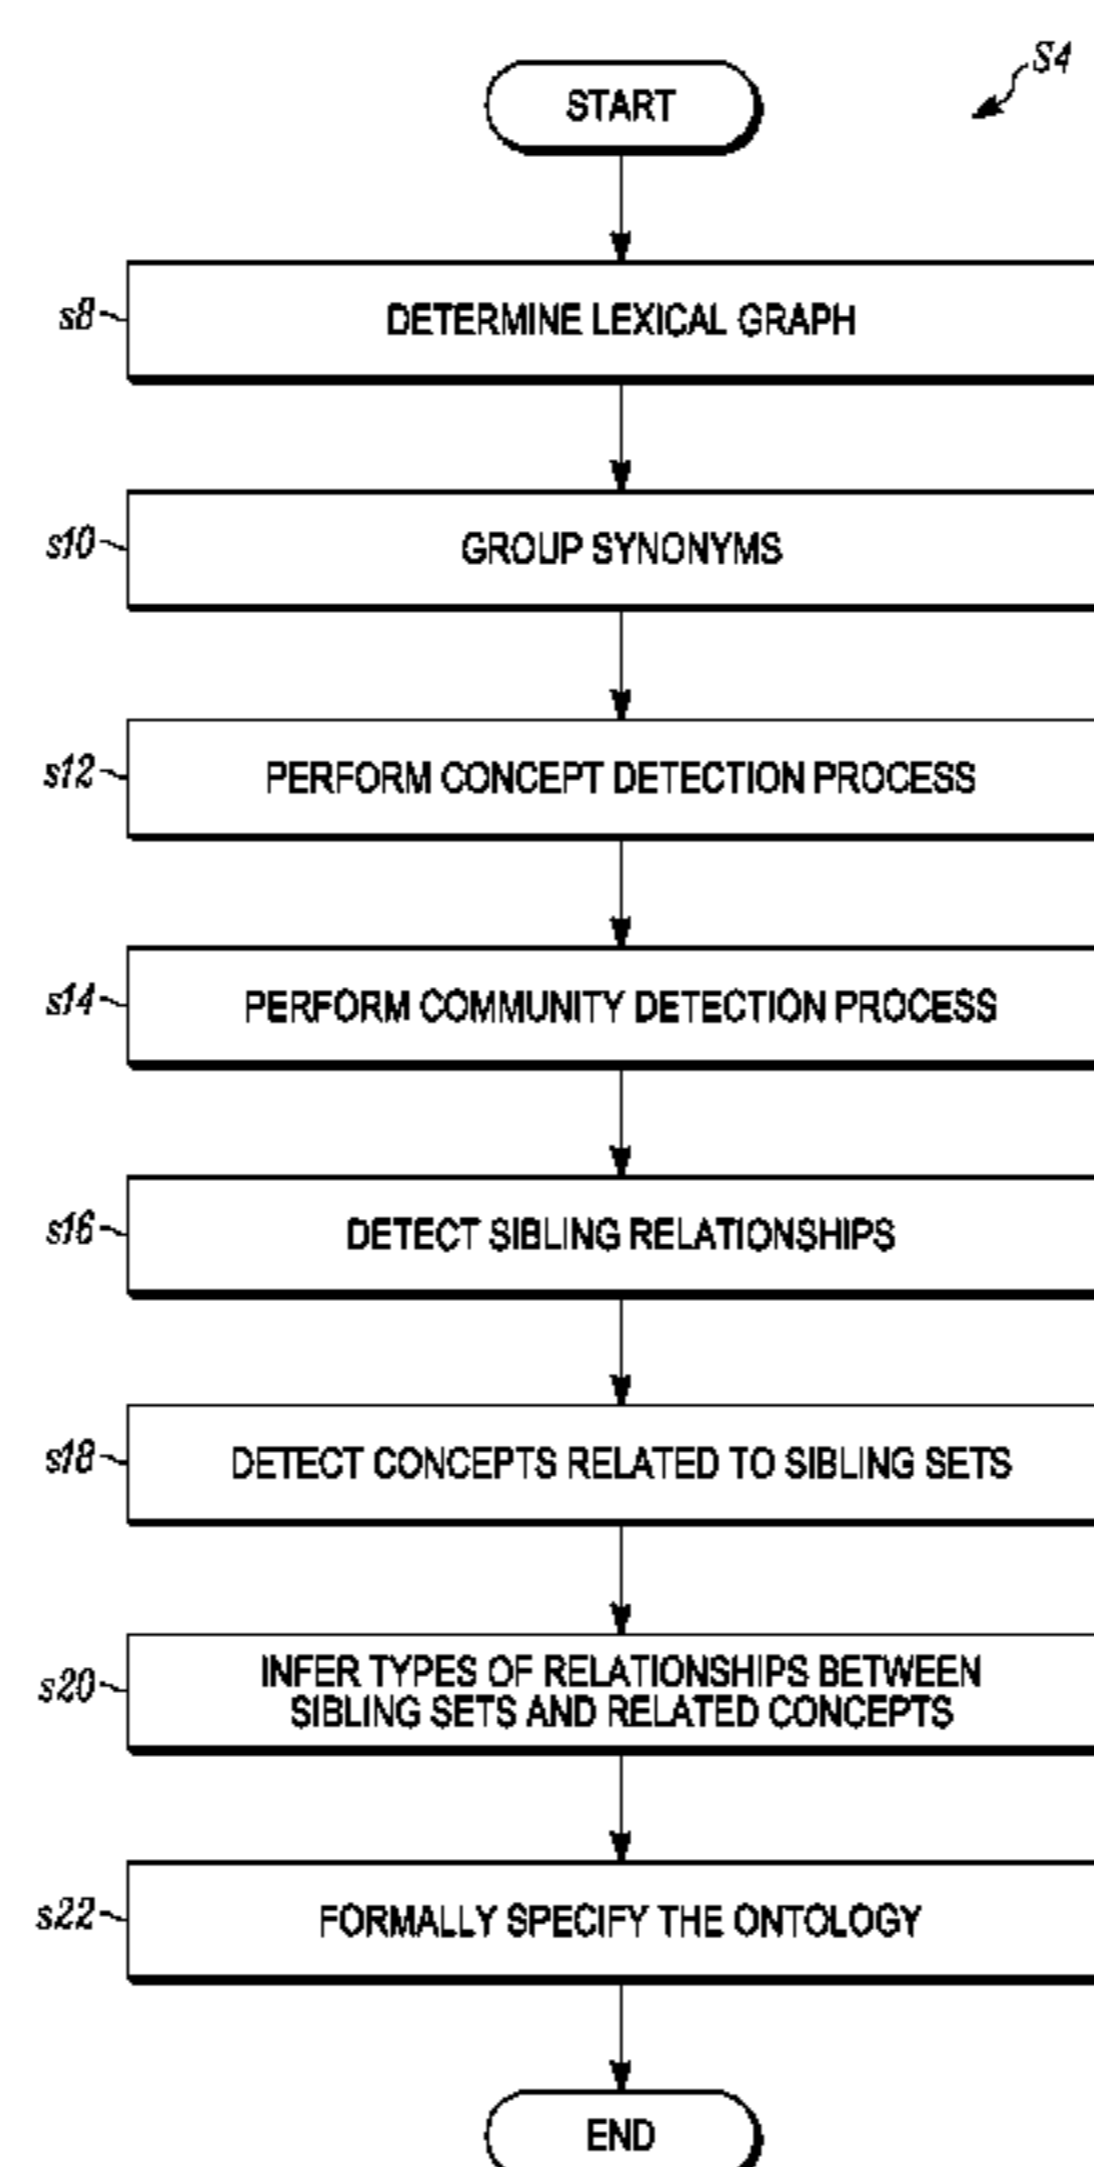 S4
START
s8
DETERMINE LEXICAL GRAPH
s10
GROUP SYNONYMS
s12
PERFORM CONCEPT DETECTION PROCESS
s14
PERFORM COMMUNITY DETECTION PROCESS
s16
DETECT SIBLING RELATIONSHIPS
s18
DETECT CONCEPTS RELATED TO SIBLING SETS
s20
INFER TYPES OF RELATIONSHIPS BETWEEN
SIBLING SETS AND RELATED CONCEPTS
s22
FORMALLY SPECIFY THE ONTOLOGY
END